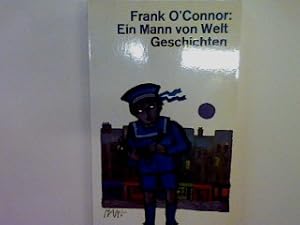 Frank O'Connor:
Ein Mann von Welt
Geschichten